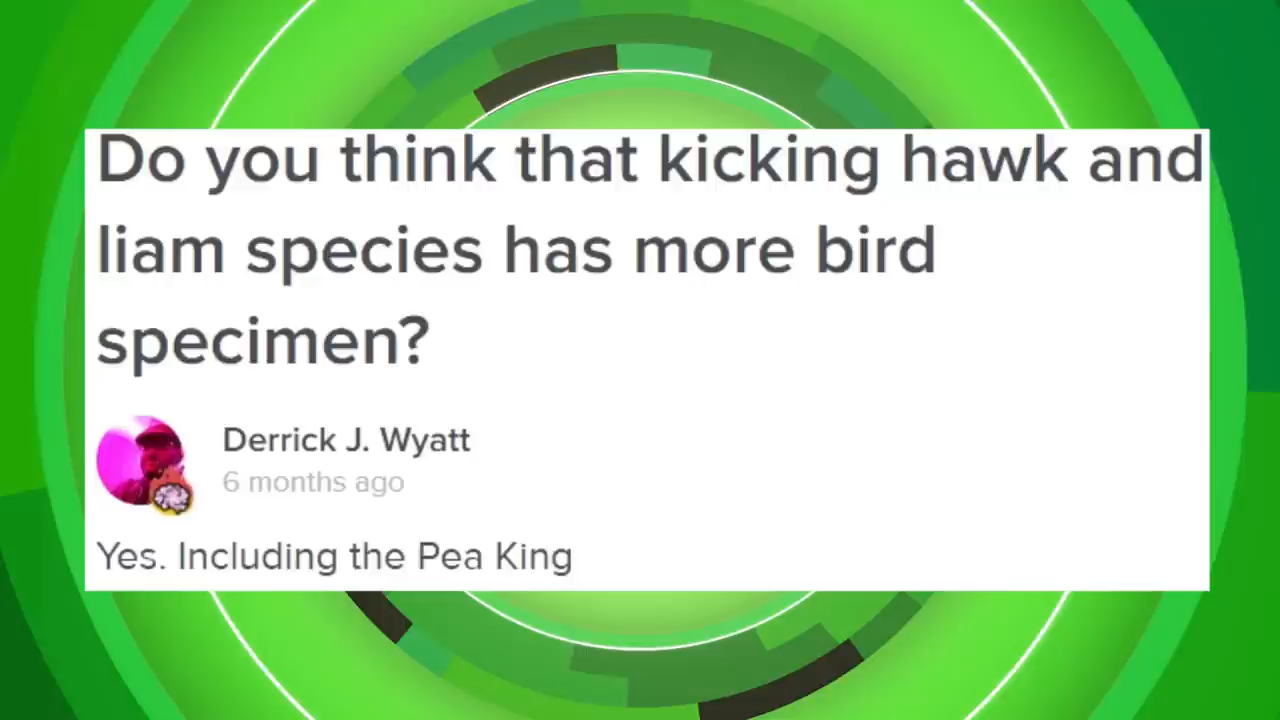 Do you think that kicking hawk and
liam species has more bird
specimen?
Derrick J. Wyatt
6 months ago
Yes. Including the Pea King